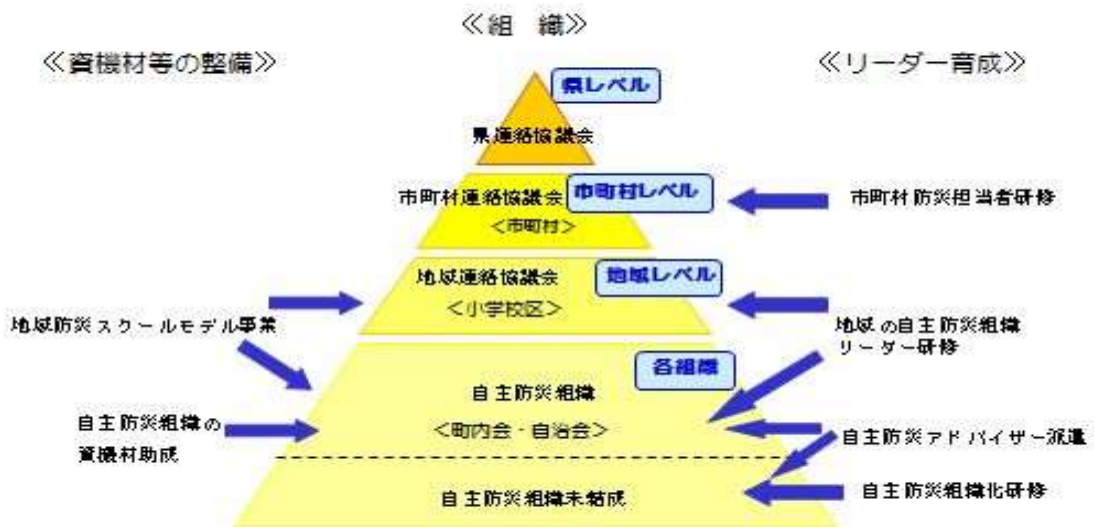 ≪組　織≫
≪資機材等の整備≫
≪リーダー育成≫
県レベル
県連絡協議会
市町村連絡協議会
市町村レベル
＜市町村＞
市町村防災担当者研修
地域連絡協議会
地域レベル
＜小学校区＞
地域防災スクールモデル事業
地域の自主防災組織
リーダー研修
各組織
自主防災組織
＜町内会・自治会＞
自主防災組織の
資機材助成
自主防災アドバイザー派遣
自主防災組織未結成
自主防災組織化研修